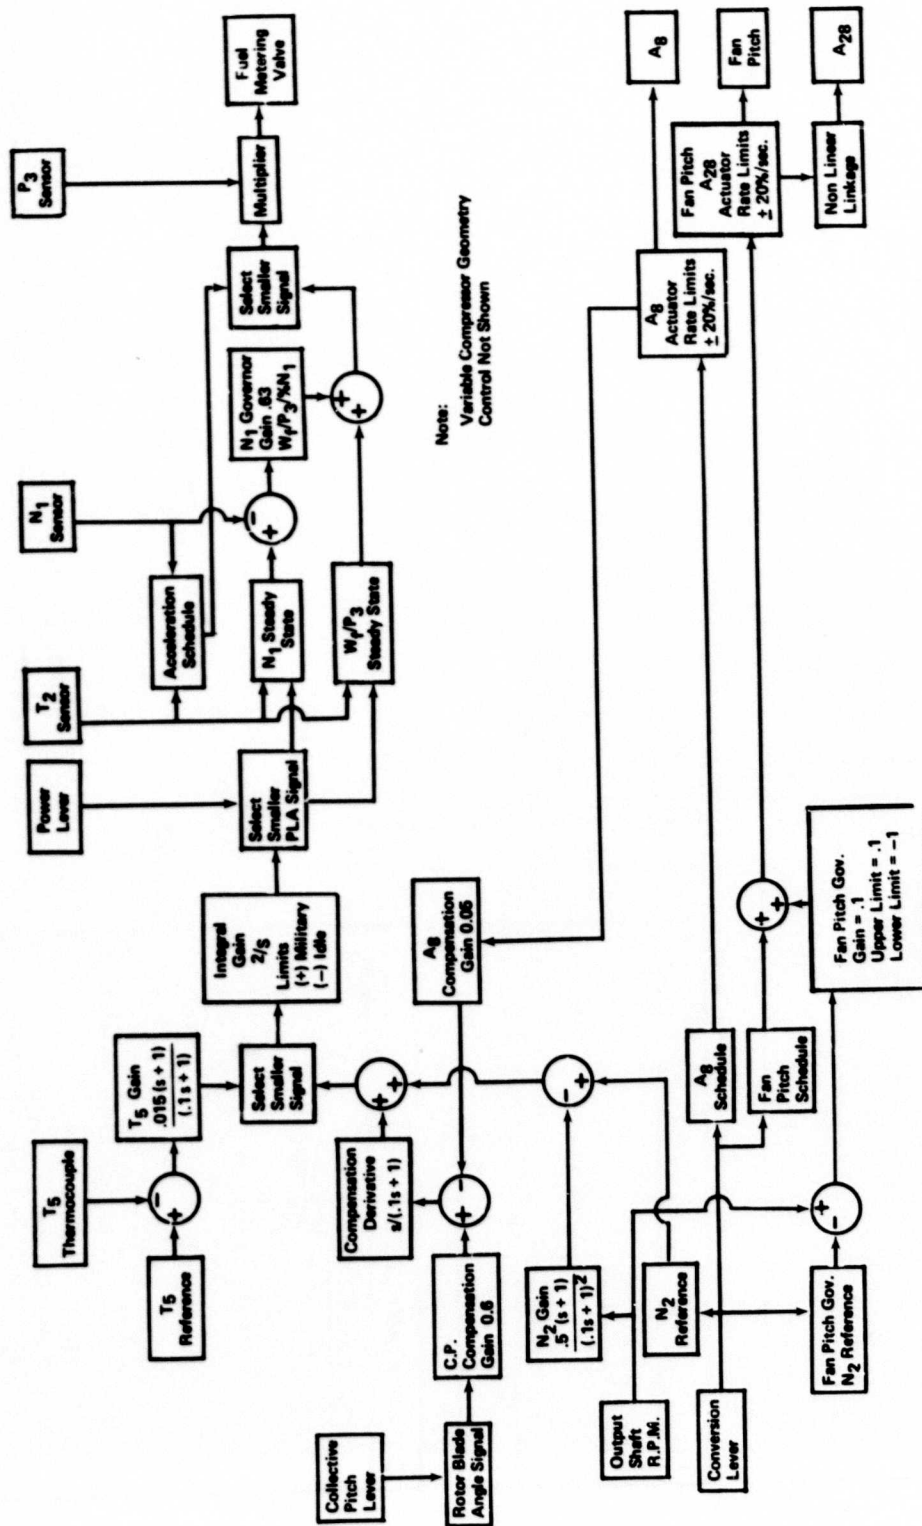 P3
Sensor
Fuel
Metering
Valve
Multiplier
Select
Smaller
Signal
N1 Governor
Gain .63
Wf/P3/%N1
+
+
N1
Sensor
-
+
Acceleration
Schedule
N1 Steady
State
Wf/P3
Steady State
T2
Sensor
Power
Lever
Select
Smaller
PLA Signal
Integral
Gain
2/S
Limits
(+) Military
(−) Idle
T5 Gain
.015 (s + 1)
(.1 s + 1)
Select
Smaller
Signal
T5
Thermocouple
-
+
T5
Reference
+
+
Compensation
Derivative
s/(.1s + 1)
-
+
A8
Compensation
Gain 0.05
C.P.
Compensation
Gain 0.6
Collective
Pitch
Lever
Rotor Blade
Angle Signal
Note:
Variable Compressor Geometry
Control Not Shown
-
+
N2 Gain
.5 (s + 1)
(.1s + 1)2
N2
Reference
Output
Shaft
R.P.M.
Conversion
Lever
A8
Schedule
Fan
Pitch
Schedule
Fan Pitch Gov.
N2 Reference
-
+
Fan Pitch Gov.
Gain = .1
Upper Limit = .1
Lower Limit = −1
+
+
A8
Actuator
Rate Limits
± 20%/sec.
A8
Fan Pitch
A28
Actuator
Rate Limits
± 20%/sec.
Fan
Pitch
Non Linear
Linkage
A28